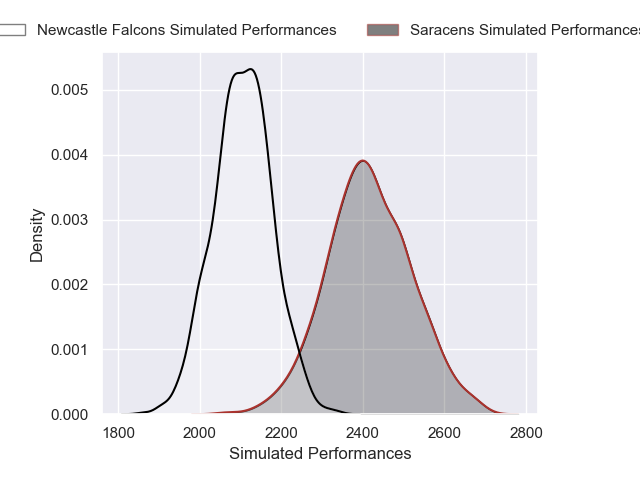 Newcastle Falcons Simulated Performances
Saracens Simulated Performances
0.005
0.004
0.003
0.002
0.001
0.000
Density
1800 2000 2200 2400 2600 2800
Simulated Performances